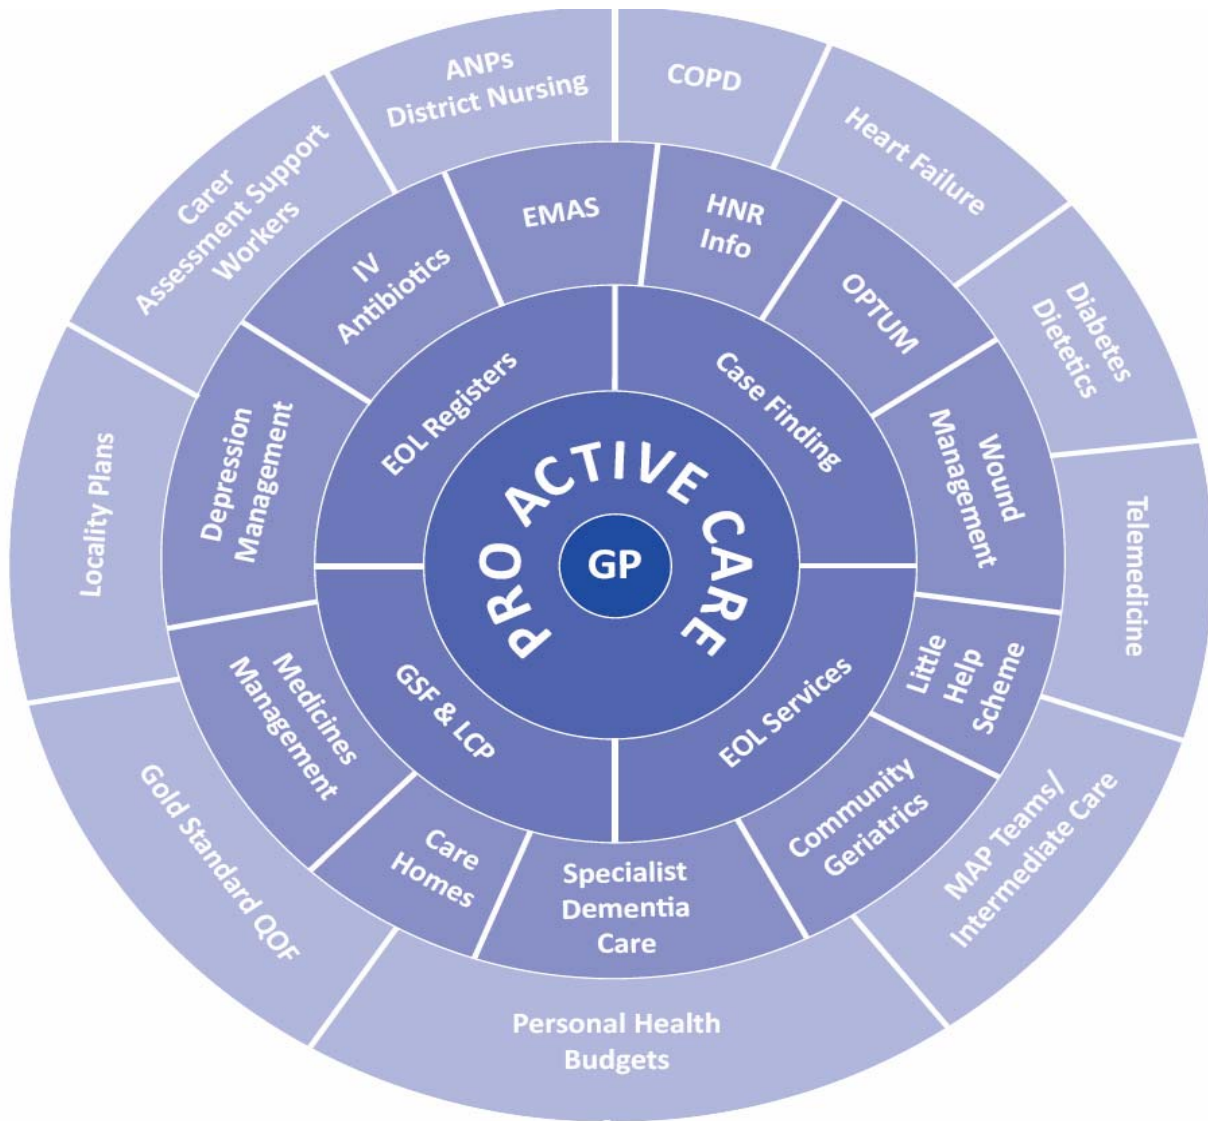 ANPs
District Nursing
COPD
Heart Failure
Diabetes
Dietetics
Telemedicine
MAP Teams/
Intermediate Care
Personal Health
Budgets
Gold Standard QOF
Locality Plans
Carer
Assessment Support
Workers
EMAS
HNR
Info
OPTUM
Wound
Management
Little
Help
Scheme
Community
Geriatrics
Specialist
Dementia
Care
Care
Homes
Medicines
Management
Depression
Management
IV
Antibiotics
EOL Registers
Case Finding
EOL Services
GSF & LCP
PRO ACTIVE CARE
GP